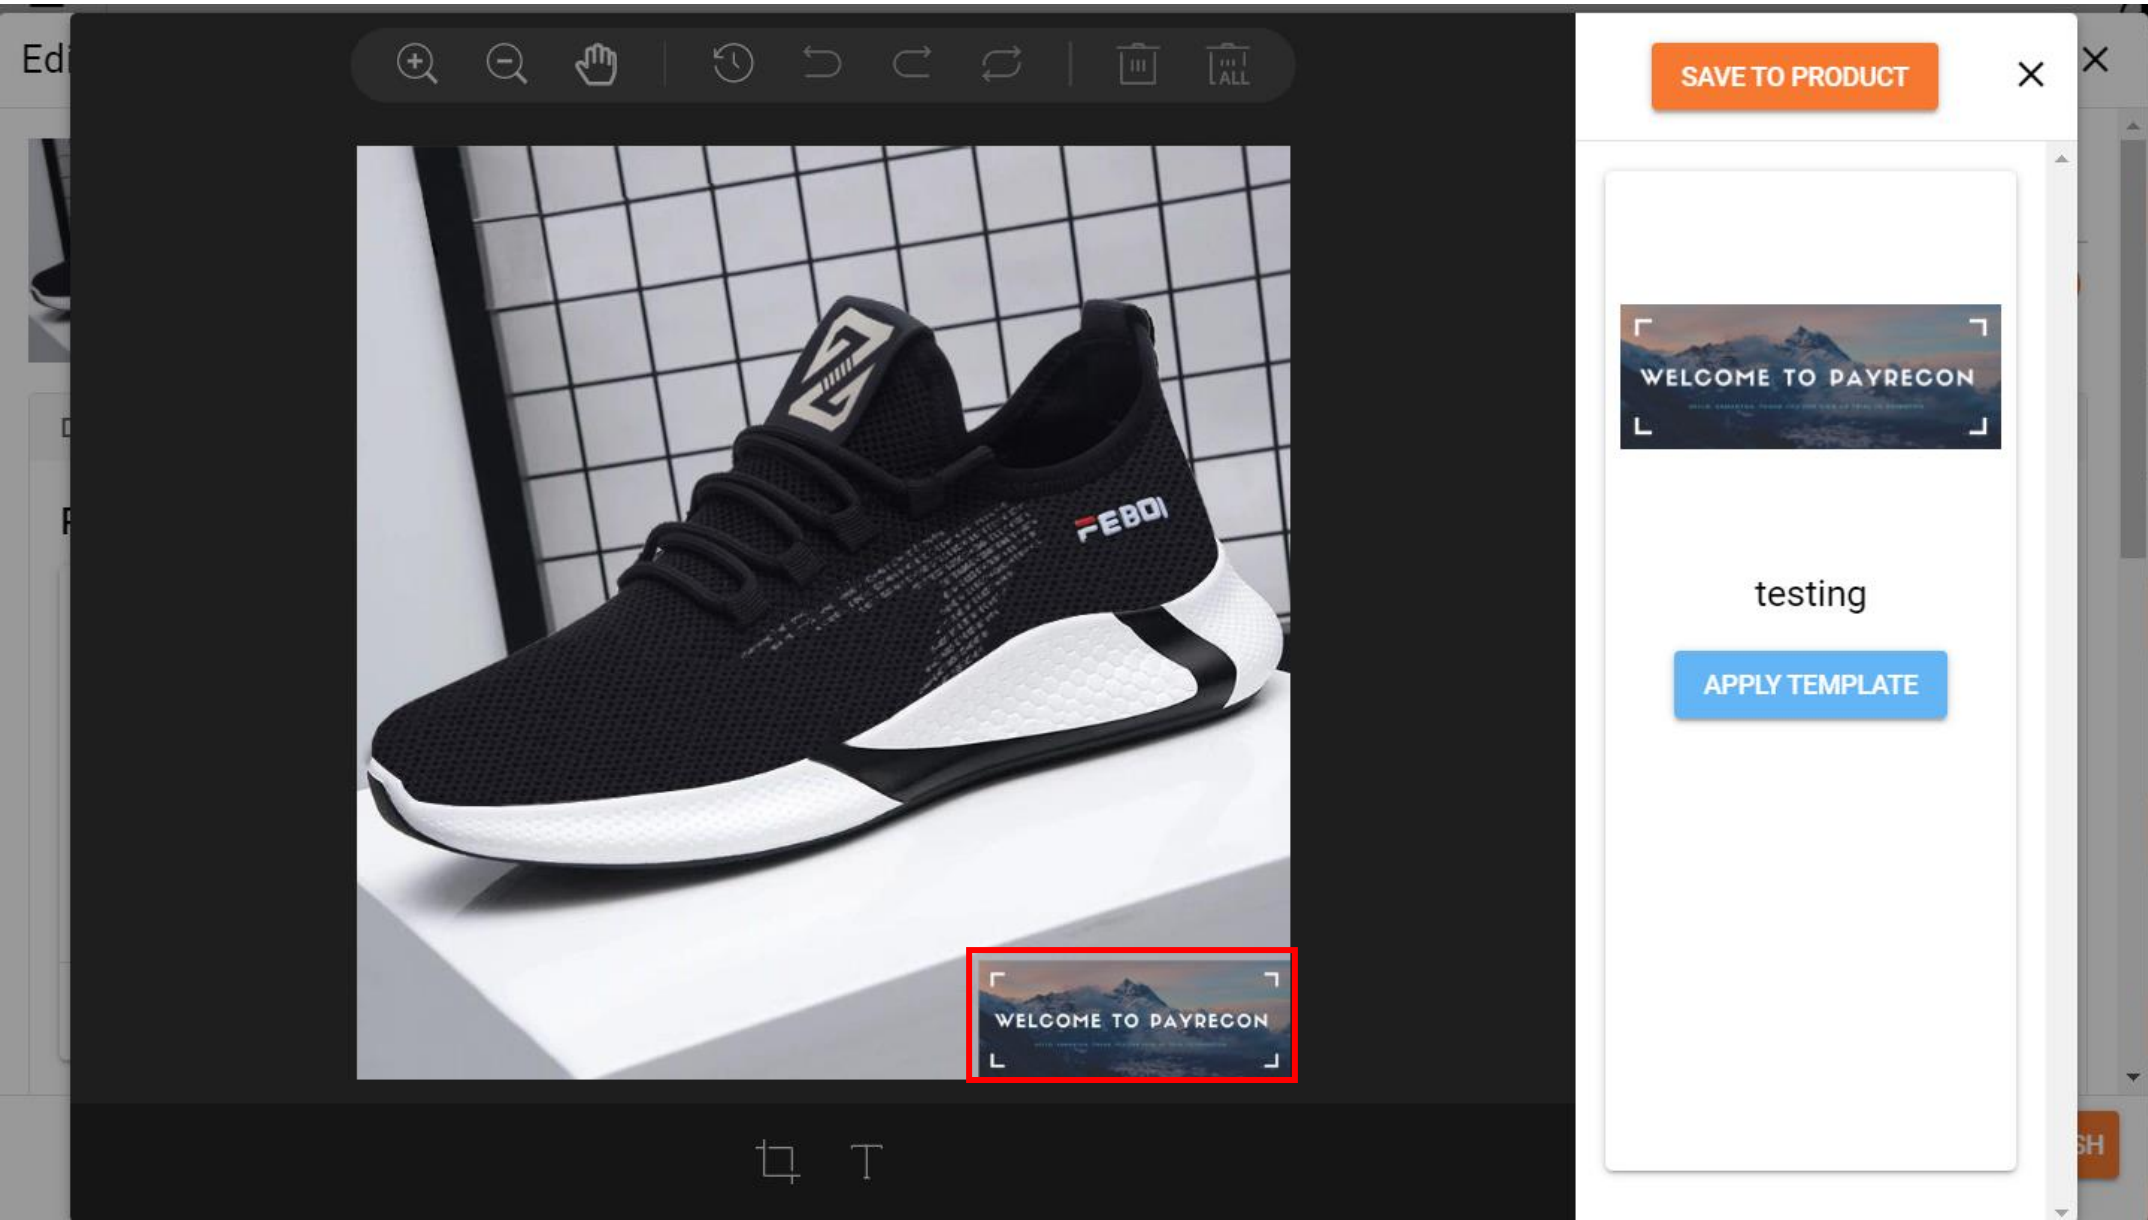 Edi
ALL
SAVE TO PRODUCT
FEBOI
WELCOME TO PAYRECON
testing
APPLY TEMPLATE
WELCOME TO PAYRECON
SH